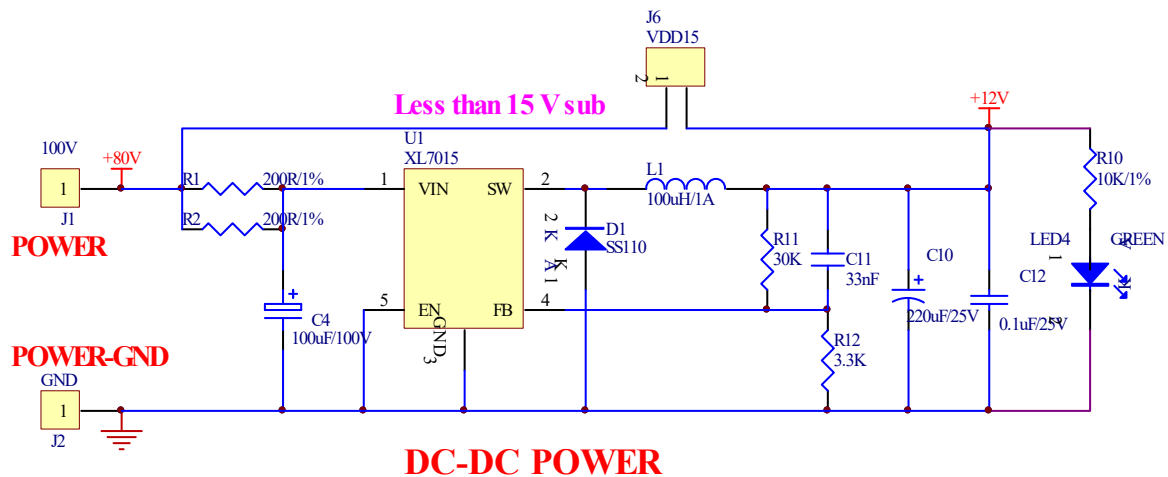 J6
VDD15
2 1
Less than 15 V sub
+12V
U1
XL7015
100V
+80V
1
J1
POWER
R1 200R/1%
R2 200R/1%
1 VIN SW 2
L1
100uH/1A
R10
10K/1%
2 K
D1
SS110
K
A 1
R11
30K
C11
33nF
C10
220uF/25V
C12
0.1uF/25V
LED4 GREEN
1
A
C4
100uF/100V
5 EN FB 4
GND 3
R12
3.3K
POWER-GND
GND
1
J2
DC-DC POWER